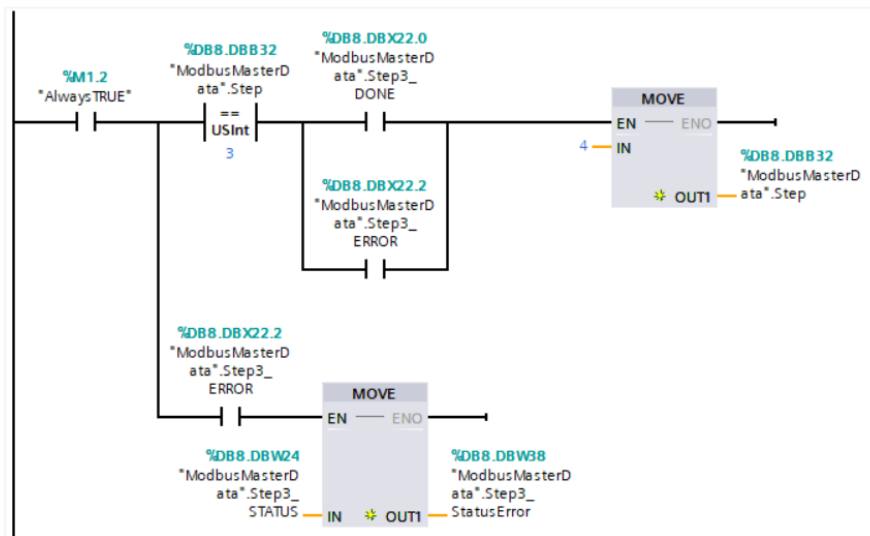 %DB8.DBB32
"ModbusMasterD
ata".Step
%DB8.DBX22.0
"ModbusMasterD
ata".Step3_
DONE
%M1.2
"AlwaysTRUE"
==
USInt
3
MOVE
EN
ENO
4
IN
OUT1
%DB8.DBB32
"ModbusMasterD
ata".Step
%DB8.DBX22.2
"ModbusMasterD
ata".Step3_
ERROR
%DB8.DBX22.2
"ModbusMasterD
ata".Step3_
ERROR
MOVE
EN
ENO
%DB8.DBW24
"ModbusMasterD
ata".Step3_
STATUS
IN
OUT1
%DB8.DBW38
"ModbusMasterD
ata".Step3_
StatusError